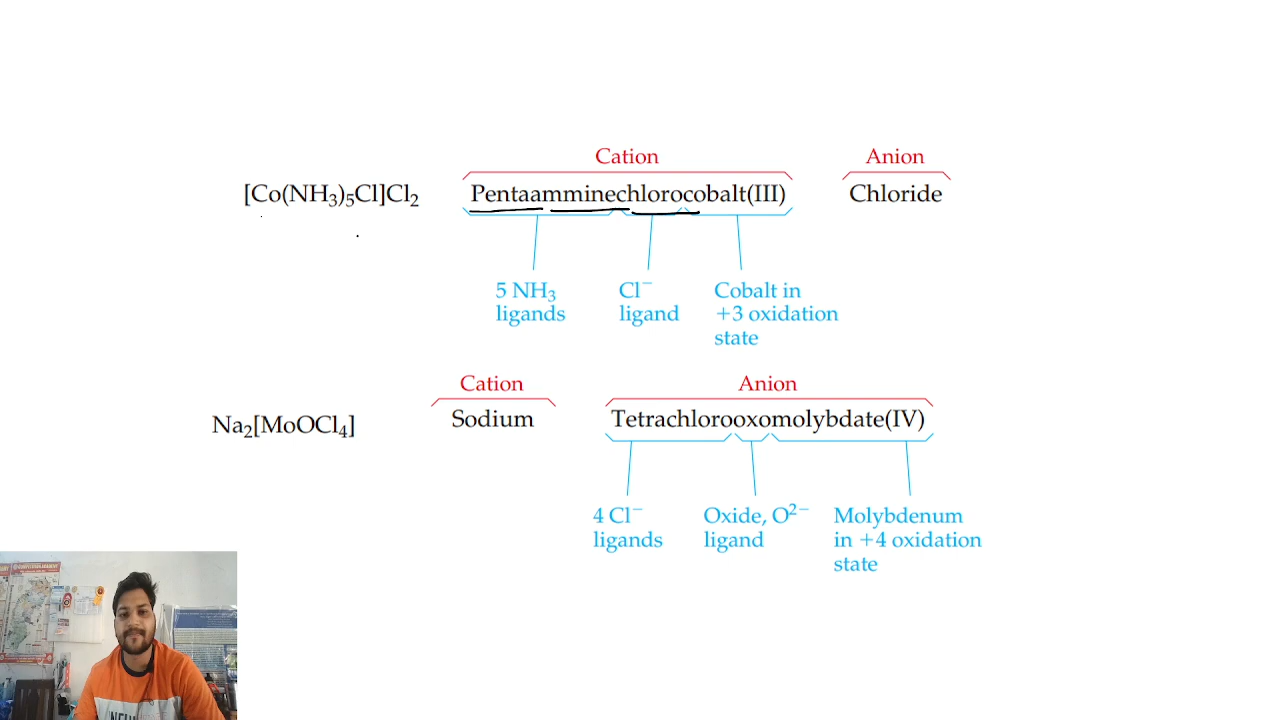 Cation Anion
[Co(NH₃)₅Cl]Cl₂ Pentaamminechlorocobalt(III) Chloride
5 NH₃ ligands
Cl⁻ ligand
Cobalt in +3 oxidation state
Cation Anion
Na₂[MoOCl₄] Sodium Tetrachlorooxomolybdate(IV)
4 Cl⁻ ligands
Oxide, O²⁻ ligand
Molybdenum in +4 oxidation state